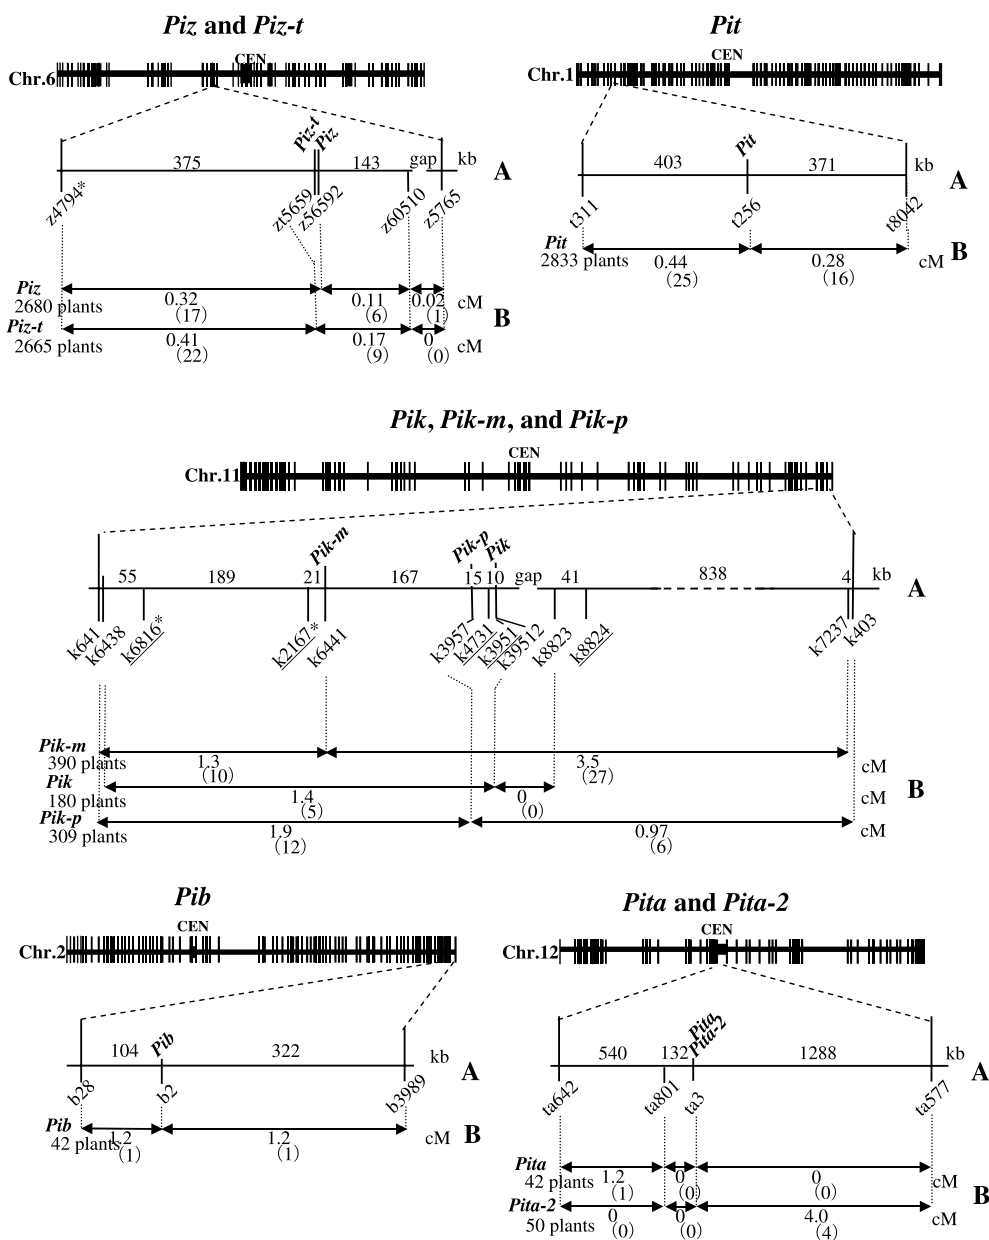 Piz and Piz-t
CEN
Chr.6
Piz-t
Piz
375
143
gap
kb
A
z4794*
zt5659
z56592
z60510
z5765
Piz
2680 plants
0.32
(17)
0.11
(6)
0.02
(1)
cM
B
Piz-t
2665 plants
0.41
(22)
0.17
(9)
0
(0)
cM
Pit
CEN
Chr.1
Pit
403
371
kb
A
t311
t256
t8042
Pit
2833 plants
0.44
(25)
0.28
(16)
cM
B
Pik, Pik-m, and Pik-p
CEN
Chr.11
Pik-m
Pik-p
Pik
55
189
21
167
15
10
gap
41
838
4
kb
A
k641
k6438
k6816*
k2167*
k6441
k3957
k4731
k3951
k39512
k8823
k8824
k7237
k403
Pik-m
390 plants
1.3
(10)
3.5
(27)
cM
Pik
180 plants
1.4
(5)
0
(0)
cM
B
Pik-p
309 plants
1.9
(12)
0.97
(6)
cM
Pib
CEN
Chr.2
Pib
104
322
kb
A
b28
b2
b3989
Pib
42 plants
1.2
(1)
1.2
(1)
cM
B
Pita and Pita-2
CEN
Chr.12
Pita
Pita-2
540
132
1288
kb
A
ta642
ta801
ta3
ta577
Pita
42 plants
1.2
(1)
0
(0)
0
(0)
cM
B
Pita-2
50 plants
0
(0)
0
(0)
4.0
(4)
cM